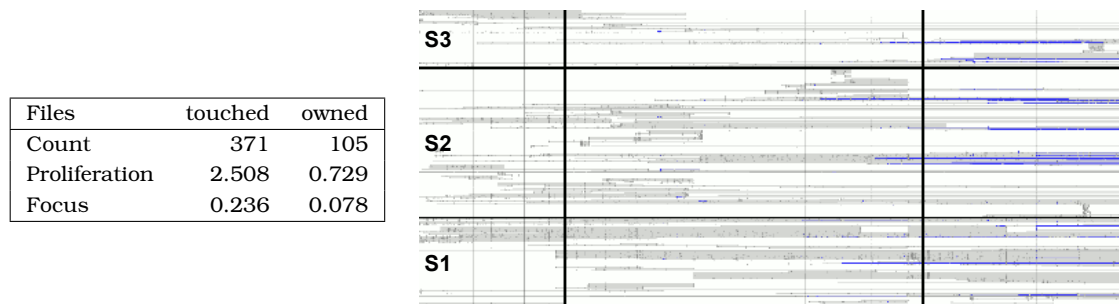 Files touched owned
Count 371 105
Proliferation 2.508 0.729
Focus 0.236 0.078
S3
S2
S1